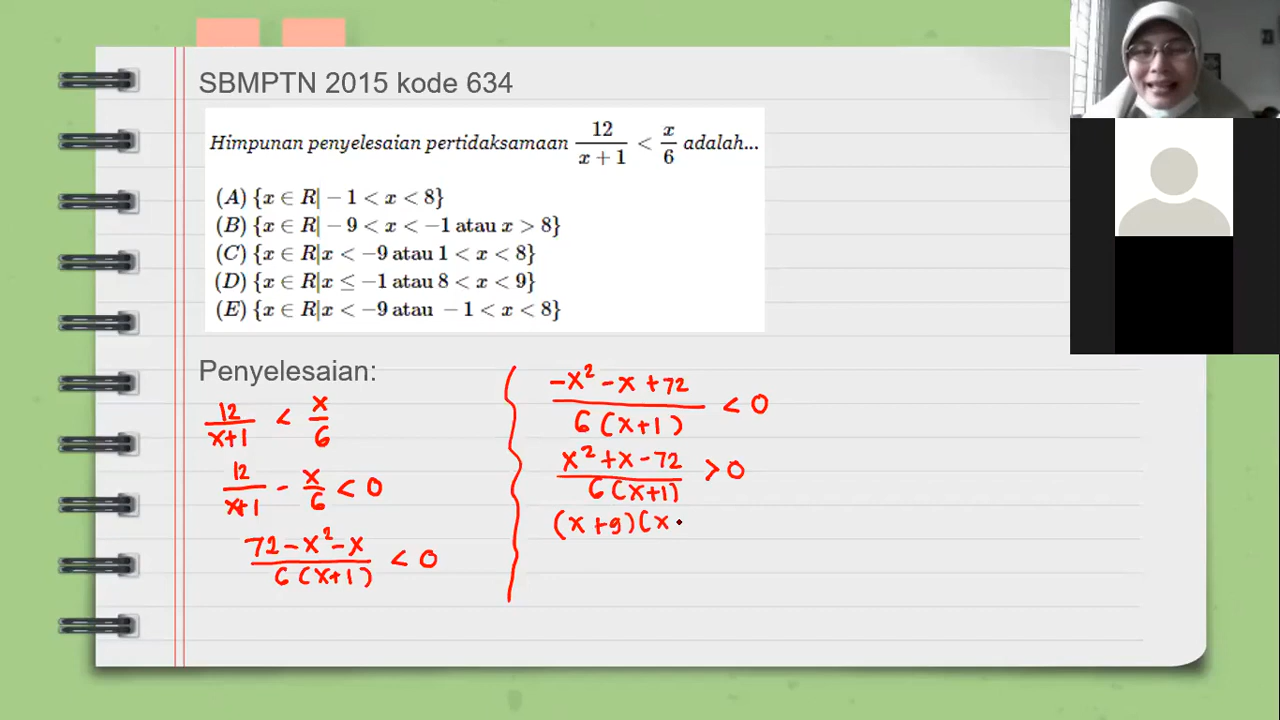 SBMPTN 2015 kode 634
Himpunan penyelesaian pertidaksamaan 12/(x + 1) < x/6 adalah...
(A) {x ∈ R| − 1 < x < 8}
(B) {x ∈ R| − 9 < x < −1 atau x > 8}
(C) {x ∈ R|x < −9 atau 1 < x < 8}
(D) {x ∈ R|x ≤ −1 atau 8 < x < 9}
(E) {x ∈ R|x < −9 atau − 1 < x < 8}
Penyelesaian:
12/(x+1) < x/6
12/(x+1) - x/6 < 0
(72-x²-x)/(6(x+1)) < 0
(-x²-x+72)/(6(x+1)) < 0
(x²+x-72)/(6(x+1)) > 0
(x+9)(x